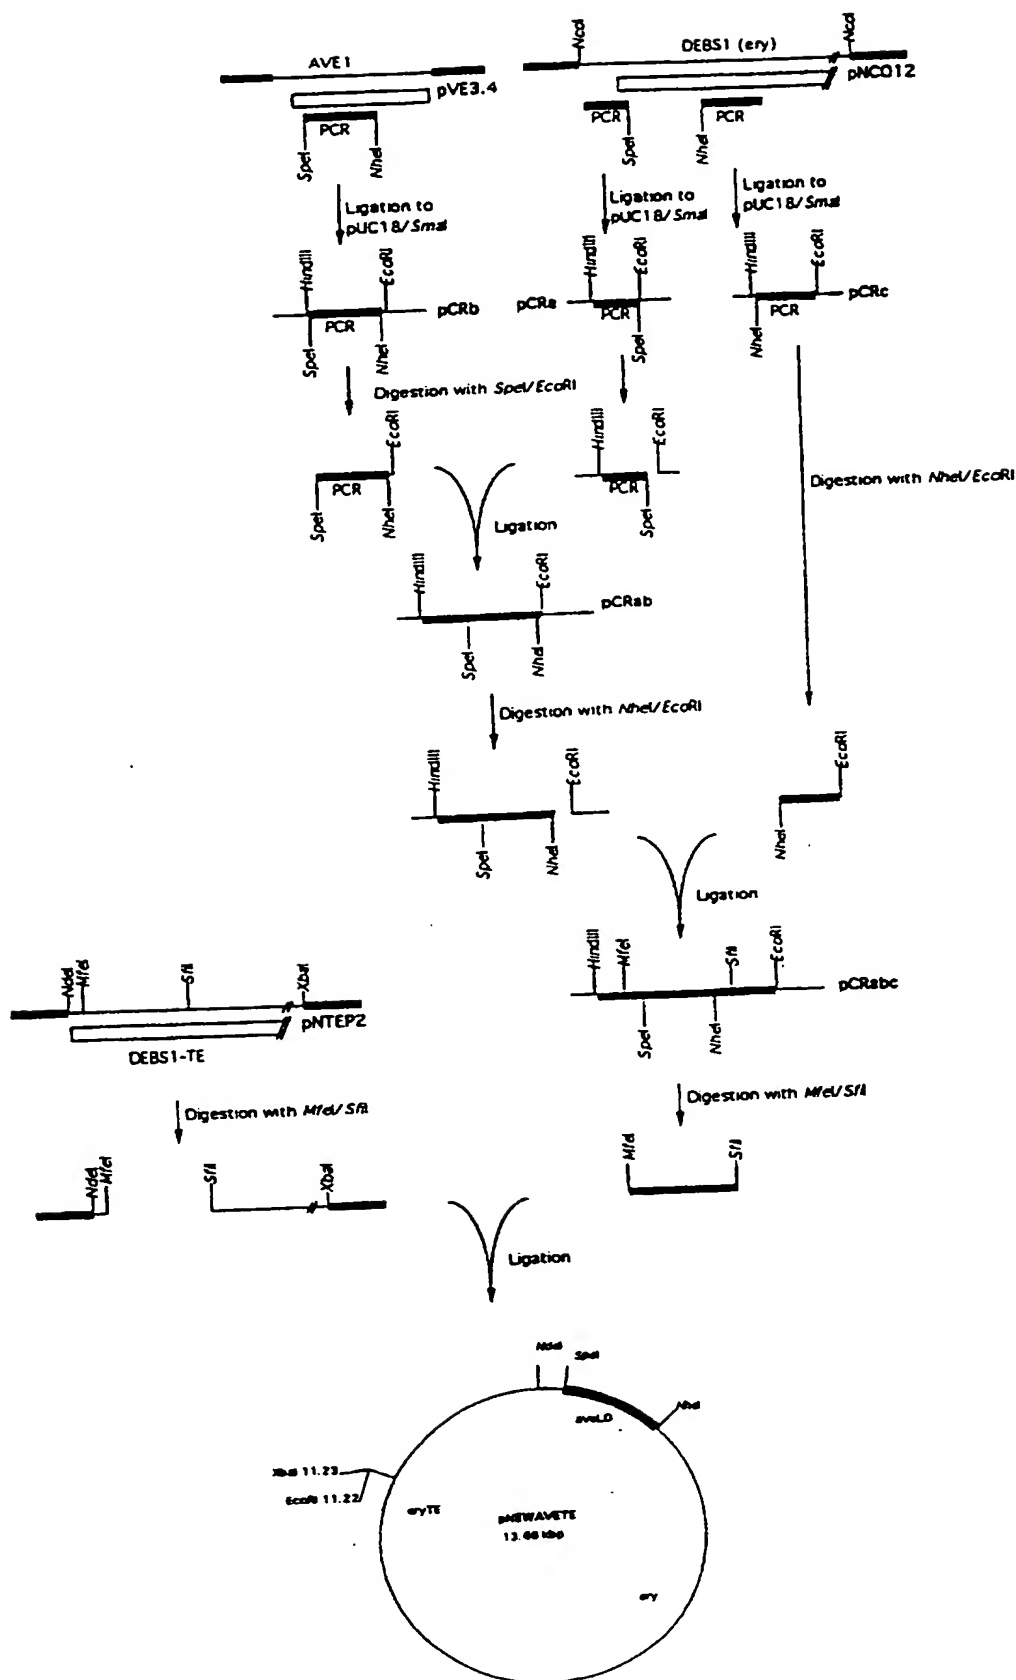 NcoI
NcoI
DEBS1 (ery)
AVE1
pVE3.4
pNCO12
PCR
PCR
PCR
SpeI
NheI
SpeI
NheI
Ligation to
pUC18/SmaI
Ligation to
pUC18/SmaI
Ligation to
pUC18/SmaI
HindIII
EcoRI
HindIII
EcoRI
HindIII
EcoRI
pCRb
pCRa
pCRc
PCR
PCR
PCR
SpeI
NheI
SpeI
NheI
Digestion with SpeI/EcoRI
EcoRI
HindIII
EcoRI
Digestion with NheI/EcoRI
PCR
PCR
SpeI
NheI
SpeI
Ligation
HindIII
EcoRI
pCRab
SpeI
NheI
Digestion with NheI/EcoRI
HindIII
EcoRI
EcoRI
SpeI
NheI
NheI
Ligation
HindIII
MfeI
SfiI
EcoRI
pCRabc
NdeI
MfeI
SfiI
XbaI
pNTEP2
DEBS1-TE
SpeI
NheI
Digestion with MfeI/SfiI
Digestion with MfeI/SfiI
NdeI
MfeI
SfiI
XbaI
MfeI
SfiI
Ligation
NdeI
SpeI
NheI
aveLD
XbaI 11.23
EcoRI 11.22
eryTE
pNEWAVETE
13.66 kbp
ery